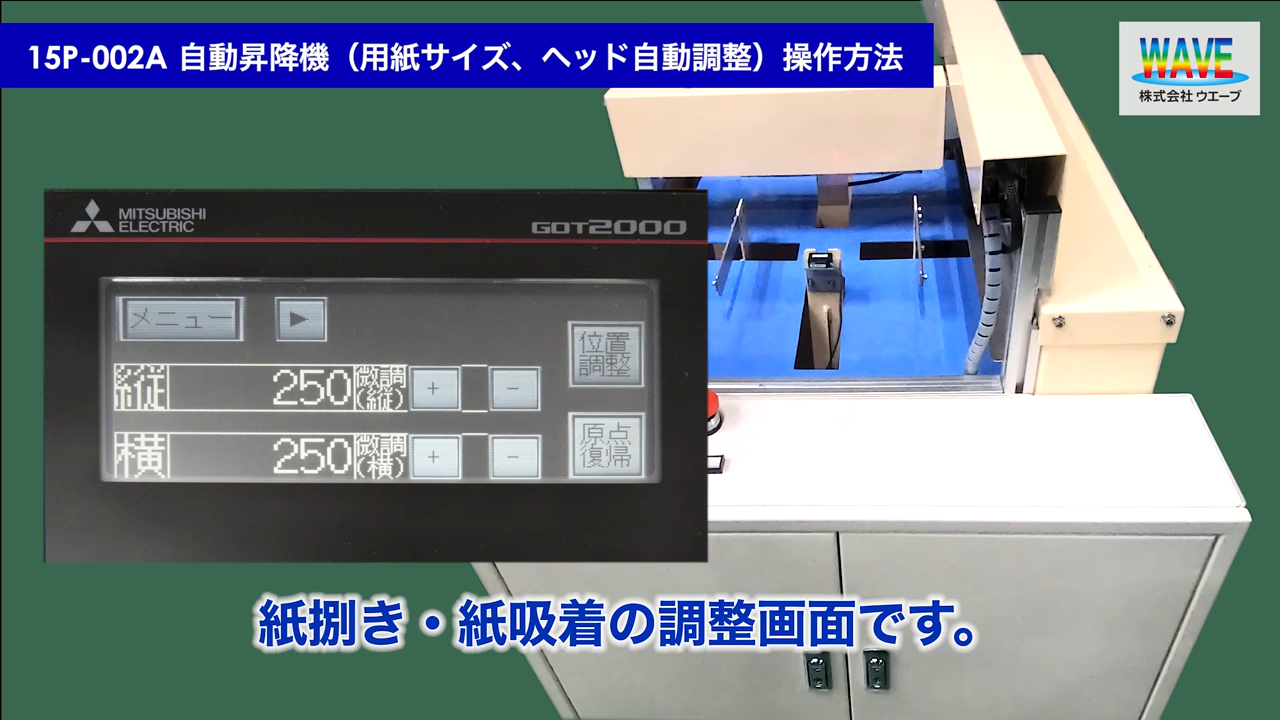 15P-002A 自動昇降機（用紙サイズ、ヘッド自動調整）操作方法
WAVE
株式会社 ウエーブ
MITSUBISHI
ELECTRIC
GOT2000
メニュー ▶
位置
調整
縦 250 微調(縦) + −
原点
復帰
横 250 微調(横) + −
紙捌き・紙吸着の調整画面です。